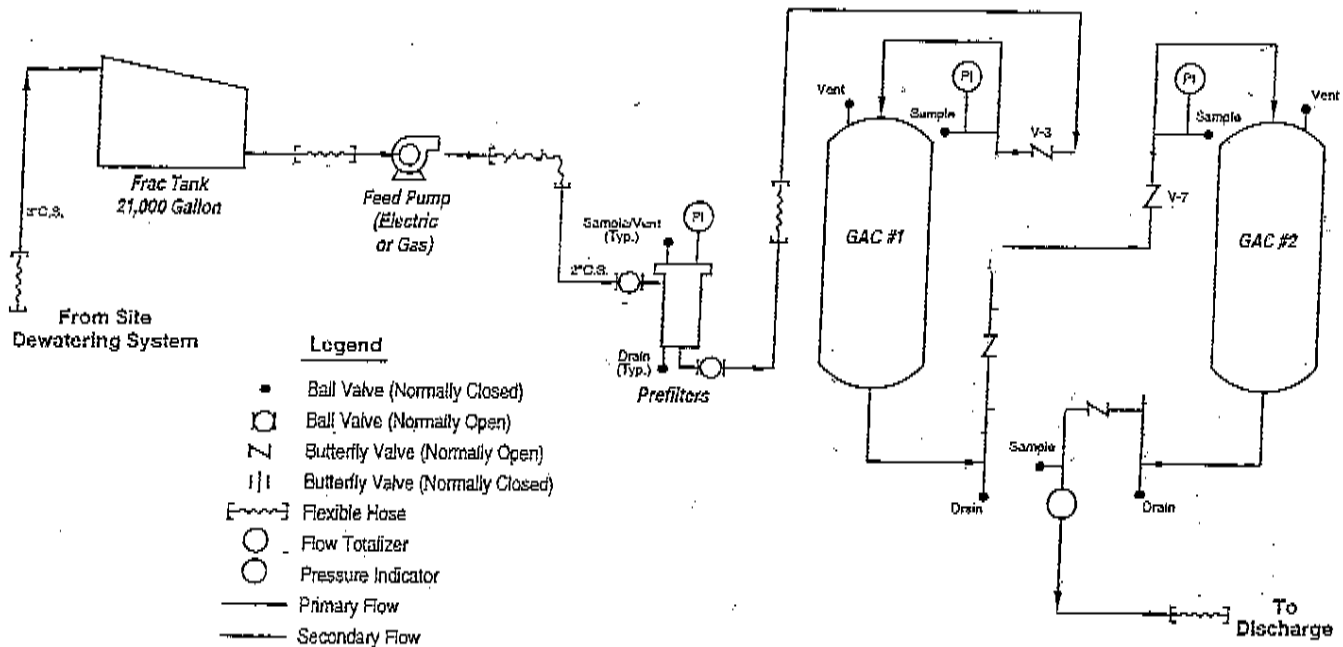 Frac Tank
21,000 Gallon
Feed Pump
(Electric
or Gas)
From Site
Dewatering System
2"C.S.
Sample/Vent
(Typ.)
PI
Drain
(Typ.)
Prefilters
Vent
PI
Sample
V-3
GAC #1
Drain
PI
Vent
Sample
V-7
GAC #2
Sample
Drain
To
Discharge
Legend
Ball Valve (Normally Closed)
Ball Valve (Normally Open)
Butterfly Valve (Normally Open)
Butterfly Valve (Normally Closed)
Flexible Hose
Flow Totalizer
Pressure Indicator
Primary Flow
Secondary Flow